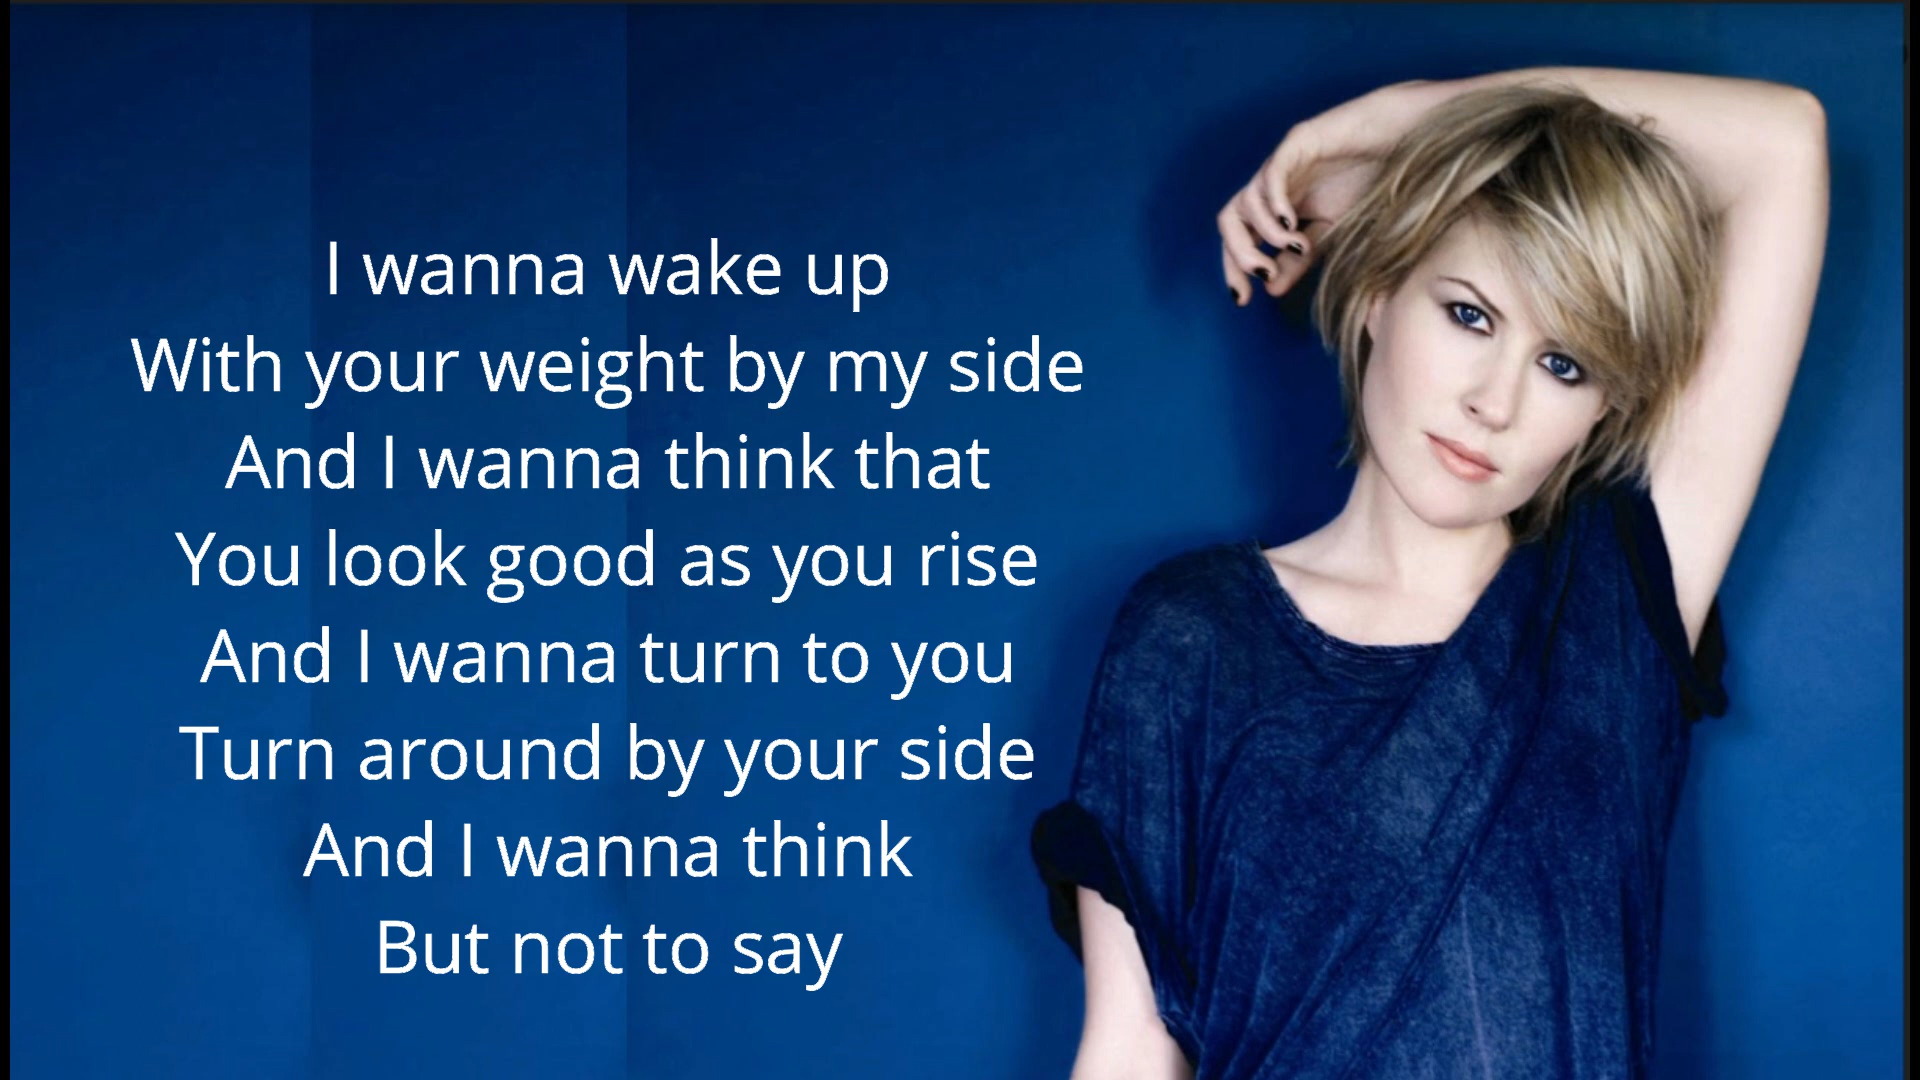 I wanna wake up
With your weight by my side
And I wanna think that
You look good as you rise
And I wanna turn to you
Turn around by your side
And I wanna think
But not to say